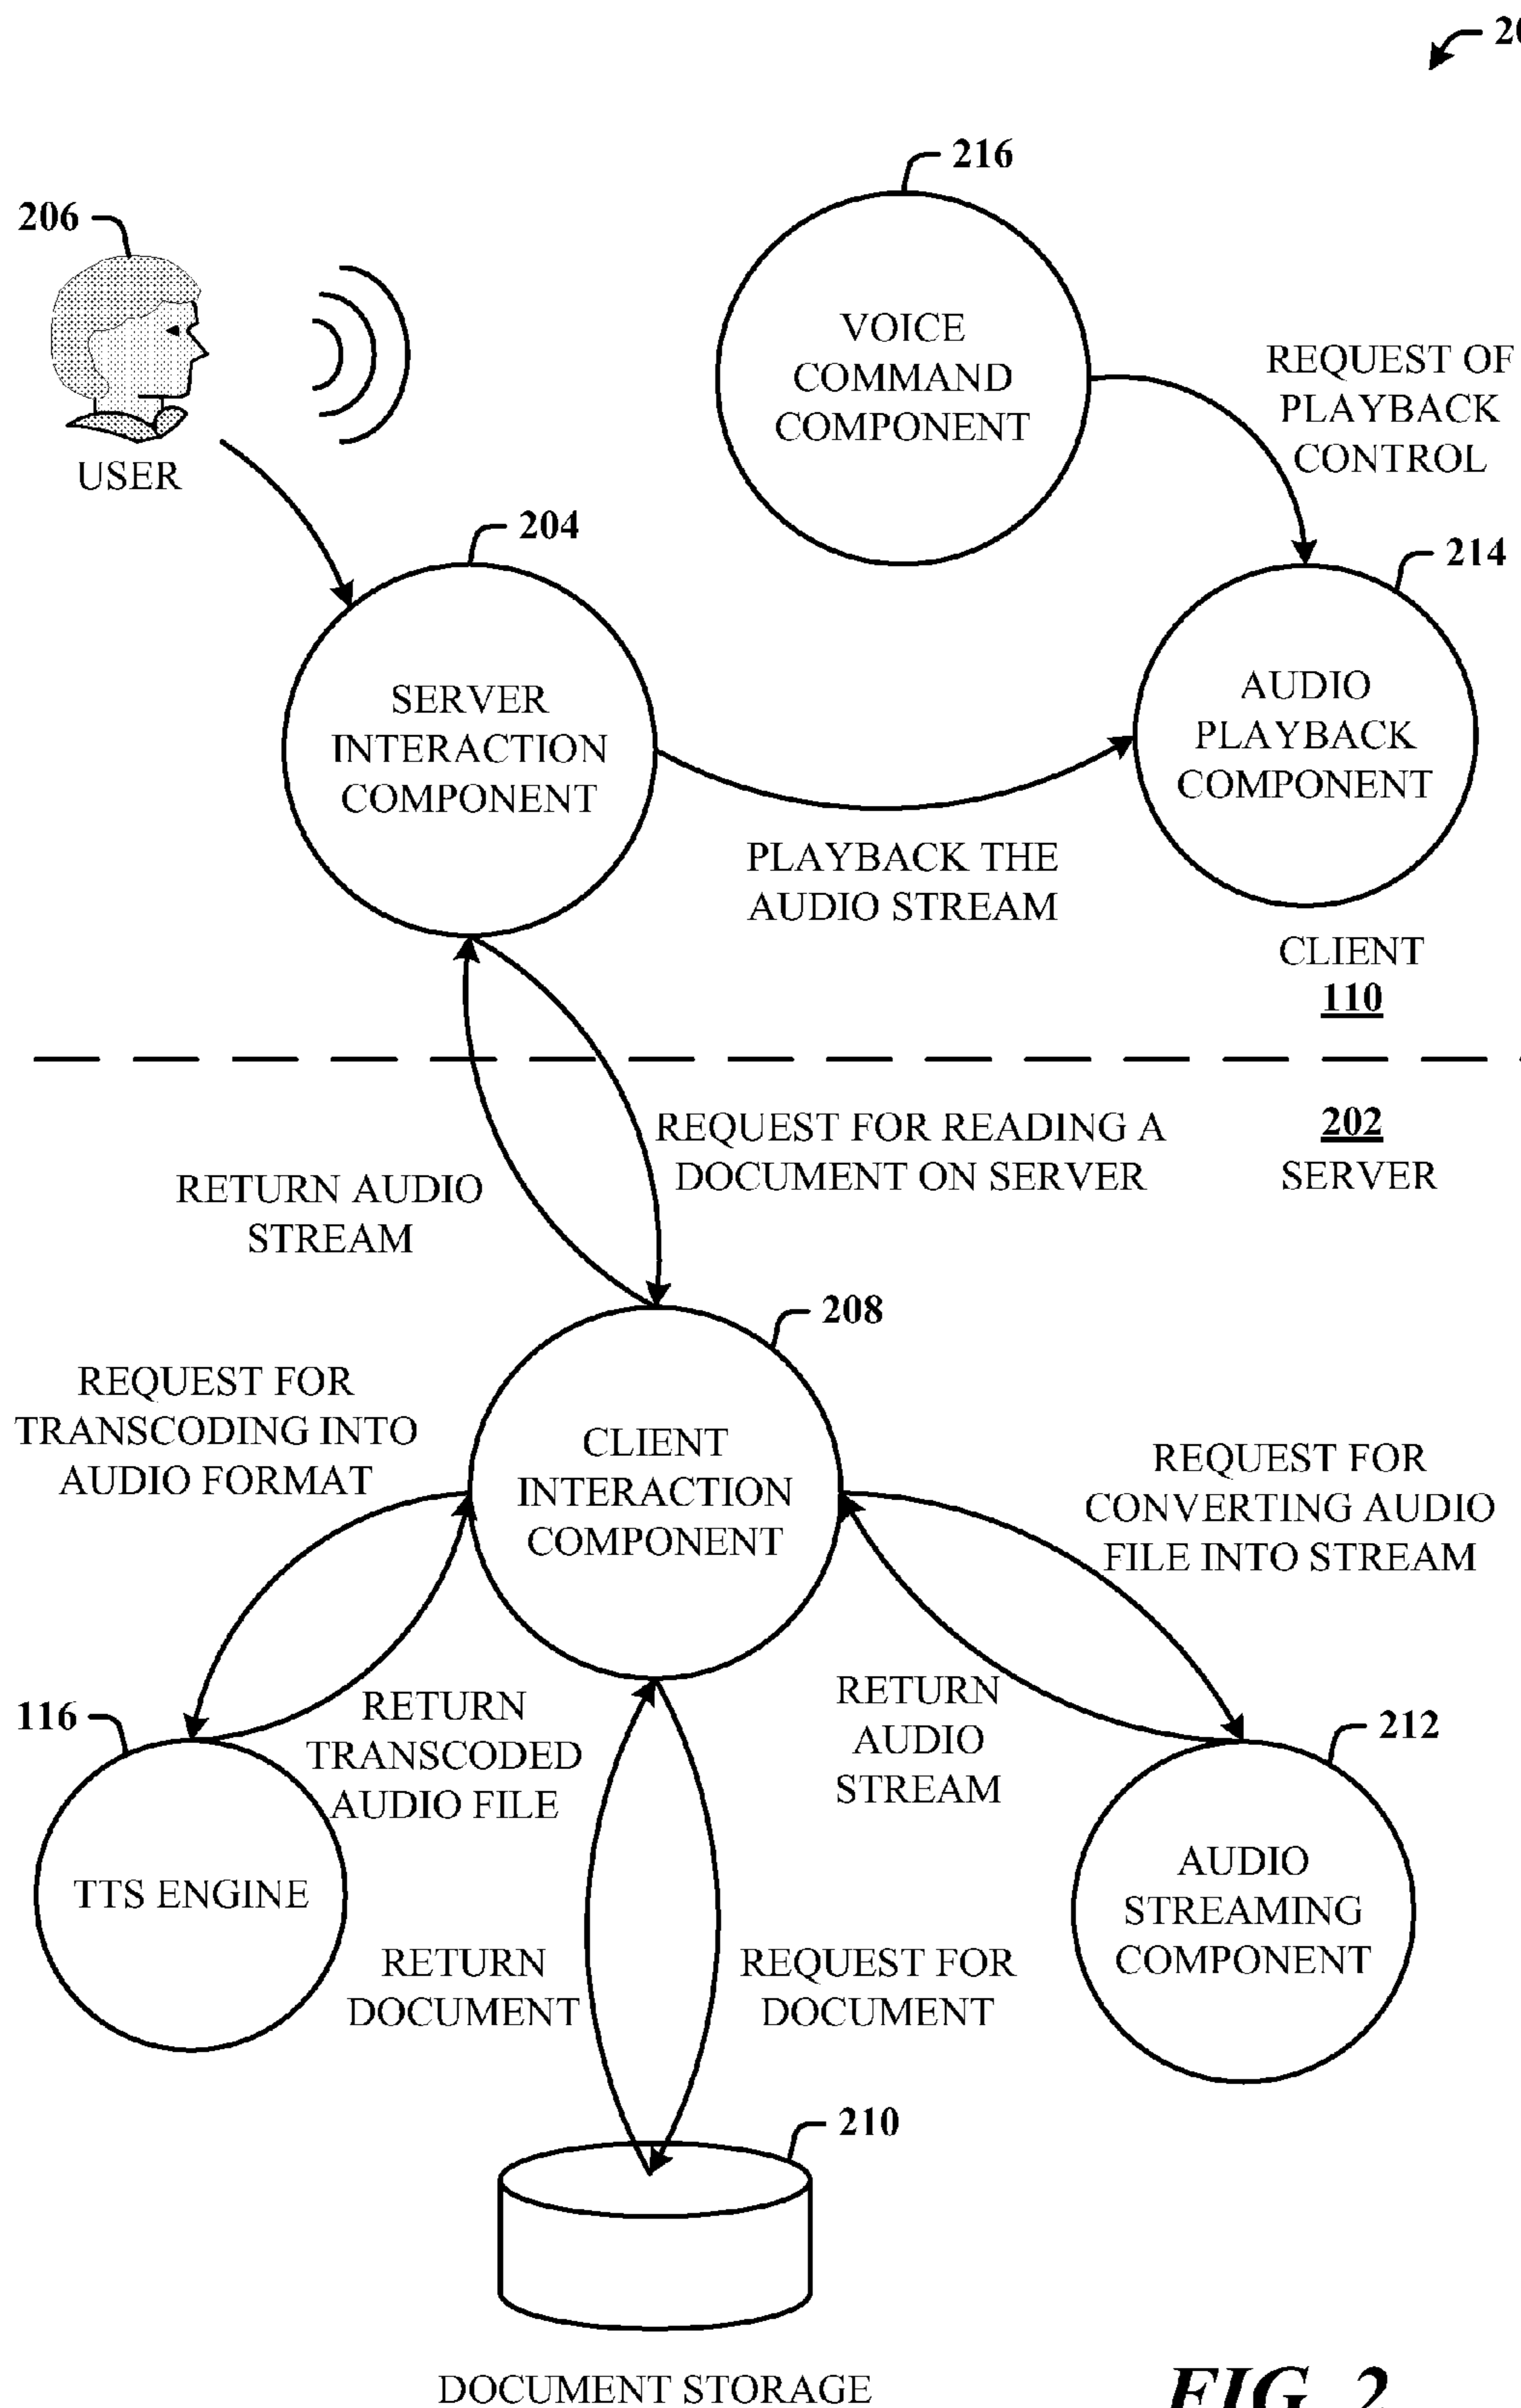 216
206
VOICE
COMMAND
COMPONENT
REQUEST OF
PLAYBACK
CONTROL
USER
204
214
SERVER
INTERACTION
COMPONENT
AUDIO
PLAYBACK
COMPONENT
PLAYBACK THE
AUDIO STREAM
CLIENT
110
202
SERVER
REQUEST FOR READING A
DOCUMENT ON SERVER
RETURN AUDIO
STREAM
208
REQUEST FOR
TRANSCODING INTO
AUDIO FORMAT
CLIENT
INTERACTION
COMPONENT
REQUEST FOR
CONVERTING AUDIO
FILE INTO STREAM
116
RETURN
TRANSCODED
AUDIO FILE
RETURN
AUDIO
STREAM
212
TTS ENGINE
AUDIO
STREAMING
COMPONENT
RETURN
DOCUMENT
REQUEST FOR
DOCUMENT
210
DOCUMENT STORAGE
FIG. 2